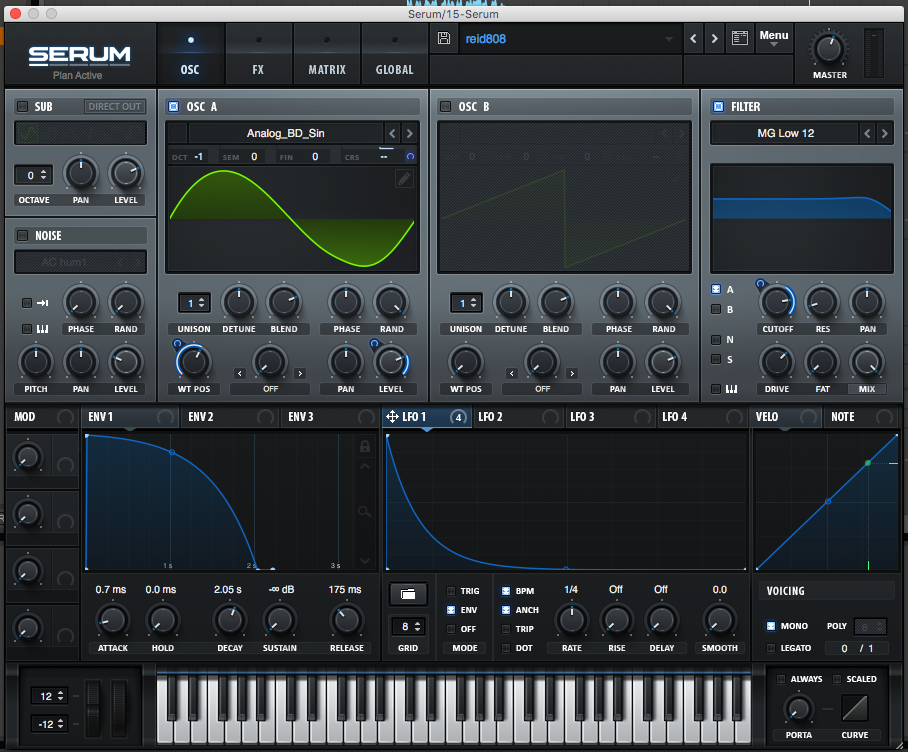 Serum/15-Serum
SERUM
Plan Active
OSC FX MATRIX GLOBAL
reid808
Menu
MASTER
SUB DIRECT OUT
OSC A
OSC B
FILTER
Analog_BD_Sin
MG Low 12
OCT -1 SEM 0 FIN 0 CRS --
0 0 0 --
0
OCTAVE PAN LEVEL
NOISE
AC hum1
PHASE RAND
PITCH PAN LEVEL
1
UNISON DETUNE BLEND PHASE RAND
WT POS OFF PAN LEVEL
1
UNISON DETUNE BLEND PHASE RAND
WT POS OFF PAN LEVEL
A
B
N
S
CUTOFF RES PAN
DRIVE FAT MIX
MOD ENV 1 ENV 2 ENV 3 LFO 1 4 LFO 2 LFO 3 LFO 4 VELO NOTE
1 s 2 s 3 s
0.7 ms 0.0 ms 2.05 s -∞ dB 175 ms
ATTACK HOLD DECAY SUSTAIN RELEASE
8
GRID
TRIG
ENV
OFF
MODE
BPM
ANCH
TRIP
DOT
1/4 Off Off 0.0
RATE RISE DELAY SMOOTH
VOICING
MONO POLY 8
LEGATO 0 / 1
12
-12
ALWAYS SCALED
PORTA CURVE